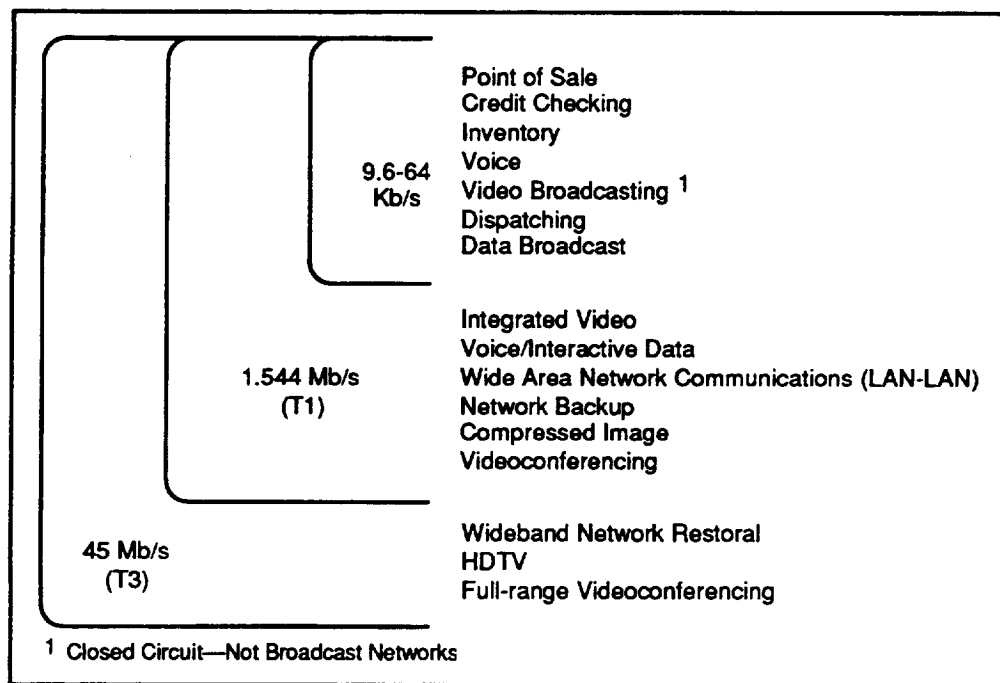 Point of Sale
Credit Checking
Inventory
Voice
Video Broadcasting 1
Dispatching
Data Broadcast
9.6-64
Kb/s
Integrated Video
Voice/Interactive Data
Wide Area Network Communications (LAN-LAN)
Network Backup
Compressed Image
Videoconferencing
1.544 Mb/s
(T1)
Wideband Network Restoral
HDTV
Full-range Videoconferencing
45 Mb/s
(T3)
1 Closed Circuit—Not Broadcast Networks